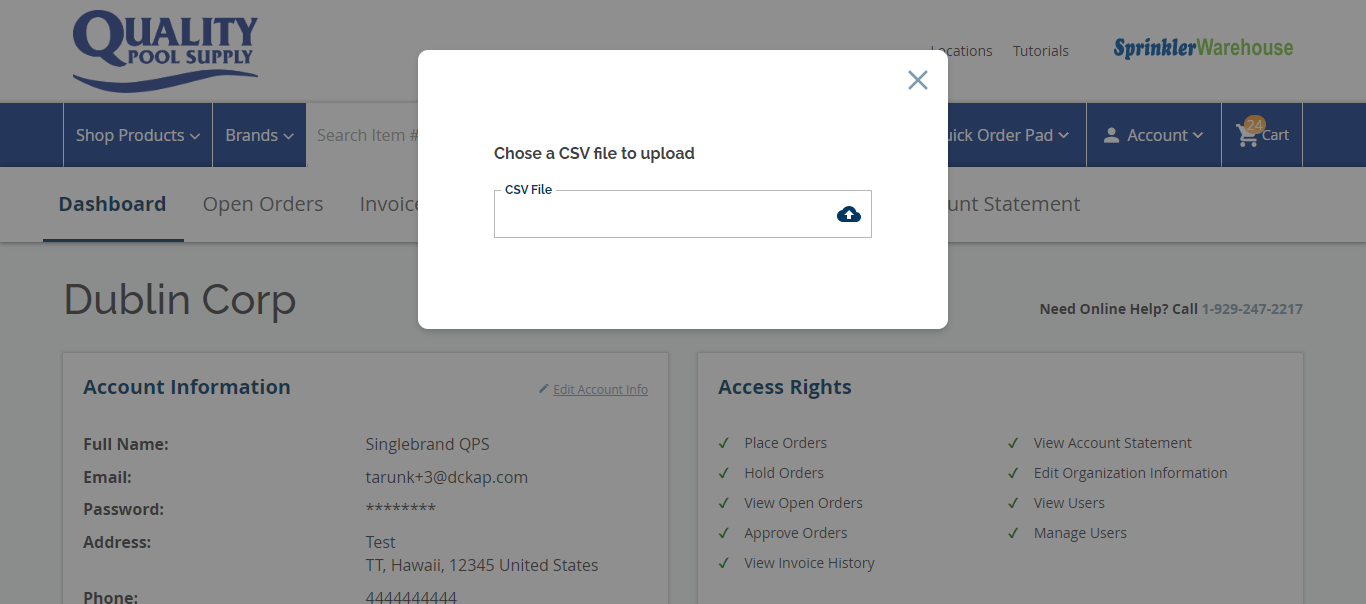 QUALITY
POOL SUPPLY
Locations Tutorials
SprinklerWarehouse
Shop Products Brands Search Item # Quick Order Pad Account 24 Cart
Chose a CSV file to upload
CSV File
Dashboard Open Orders Invoice unt Statement
Dublin Corp
Need Online Help? Call 1-929-247-2217
Account Information Edit Account Info
Full Name: Singlebrand QPS
Email: tarunk+3@dckap.com
Password: ********
Address: Test
TT, Hawaii, 12345 United States
Phone: 4444444444
Access Rights
✓ Place Orders
✓ Hold Orders
✓ View Open Orders
✓ Approve Orders
✓ View Invoice History
✓ View Account Statement
✓ Edit Organization Information
✓ View Users
✓ Manage Users